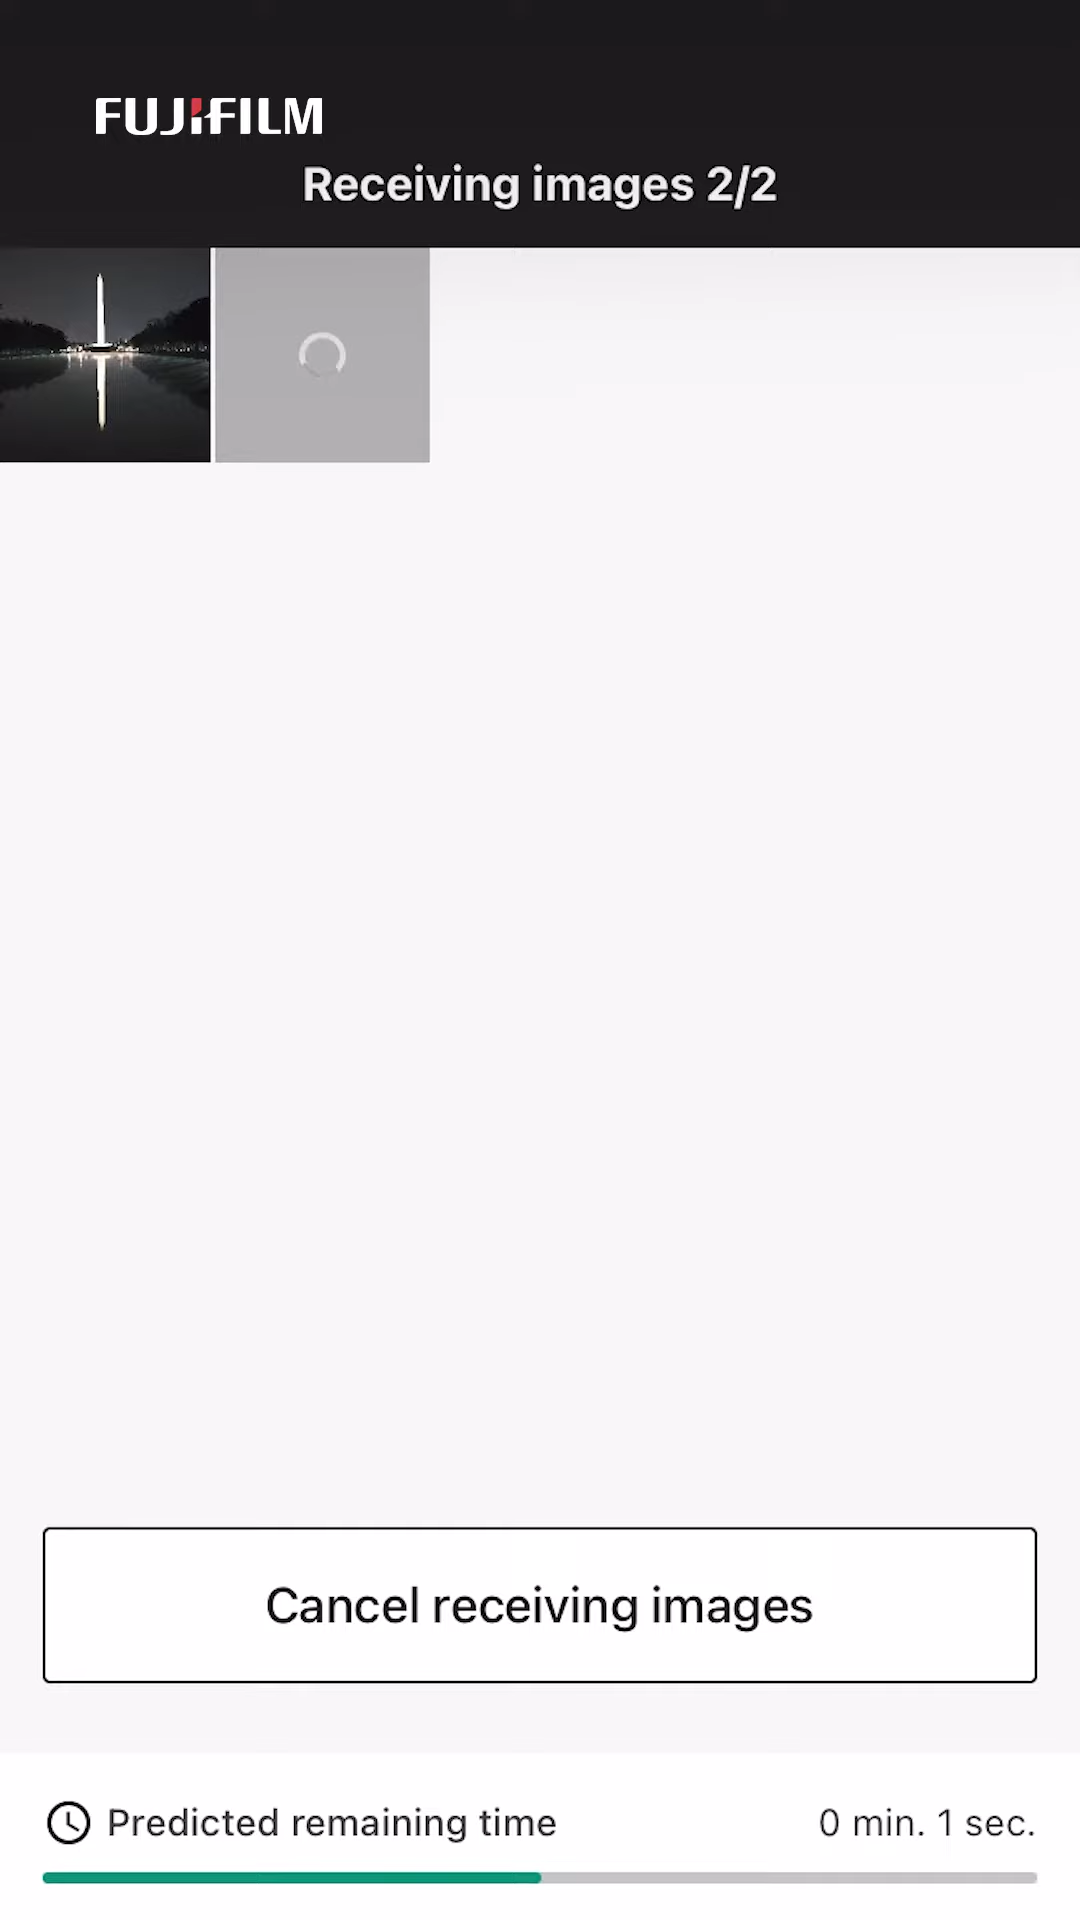 FUJIFILM
Receiving images 2/2
Cancel receiving images
Predicted remaining time 0 min. 1 sec.